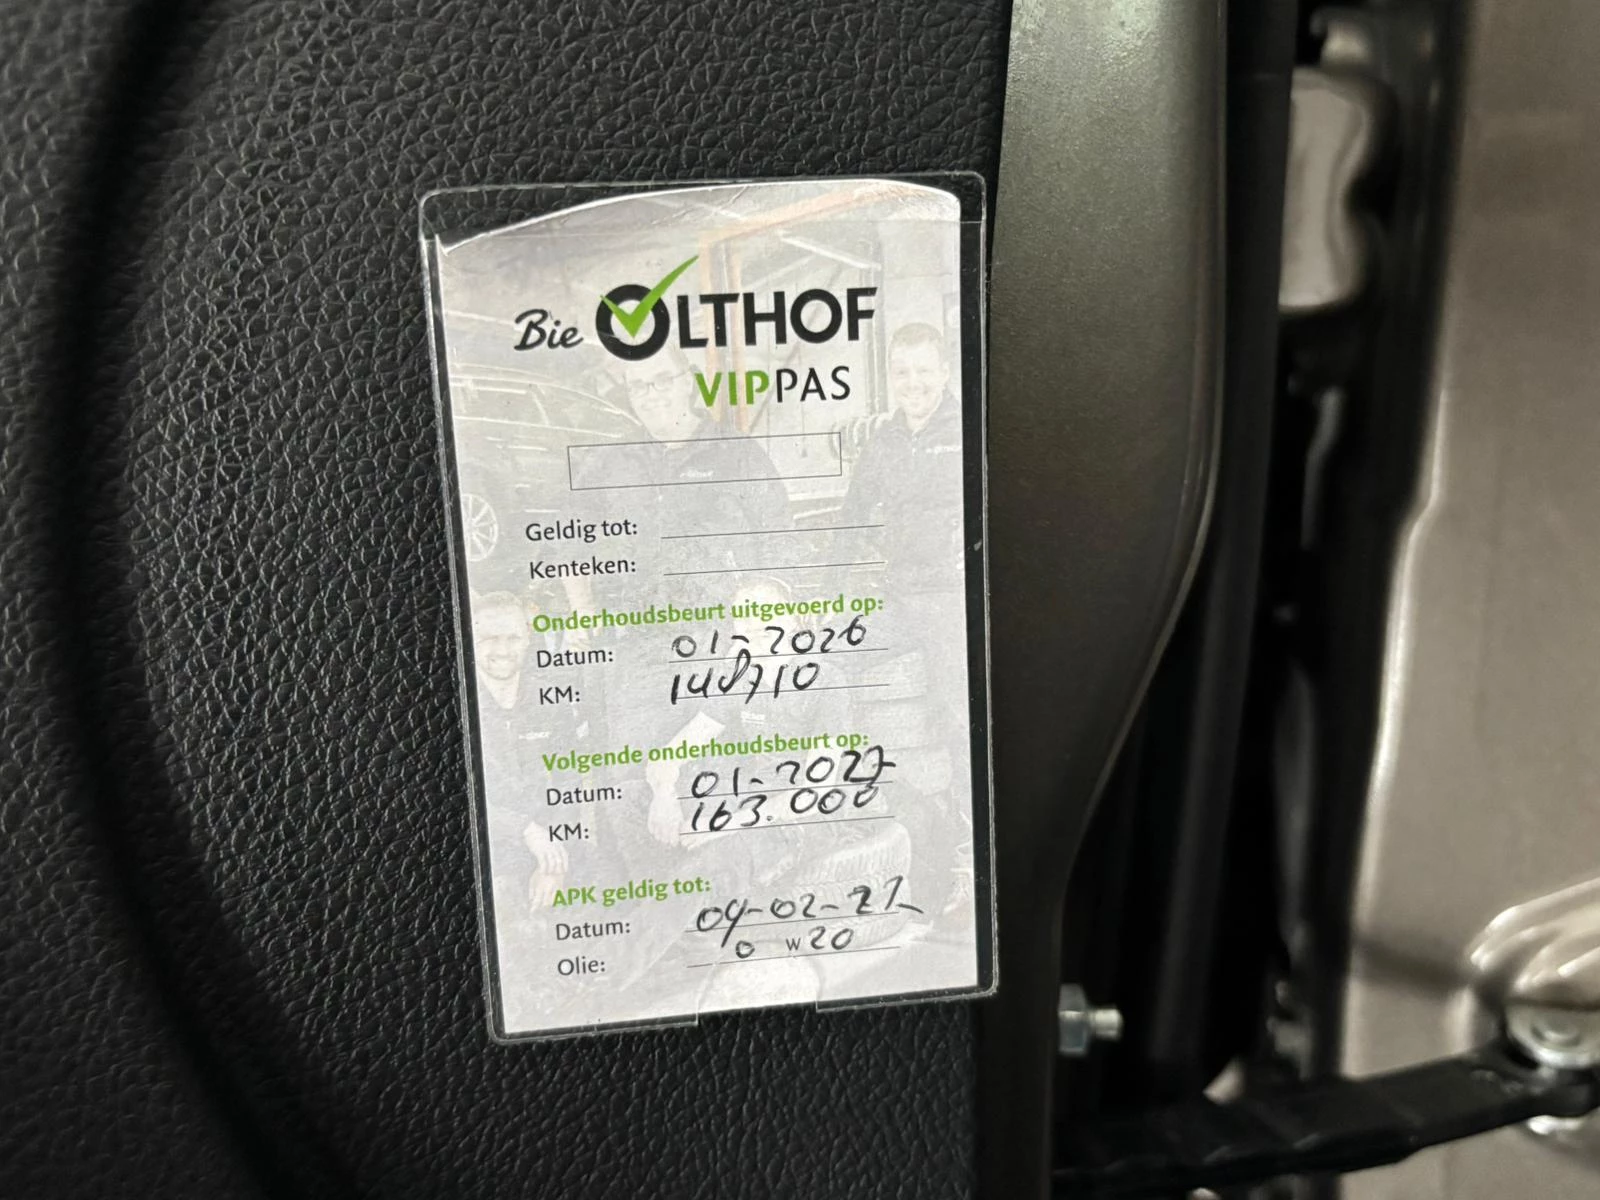 Bie OLTHOF
VIPPAS
Geldig tot:
Kenteken:
Onderhoudsbeurt uitgevoerd op:
Datum: 01-2026
KM: 148710
Volgende onderhoudsbeurt op:
Datum: 01-2027
KM: 163.000
APK geldig tot:
Datum: 09-02-27
Olie: 0 W20